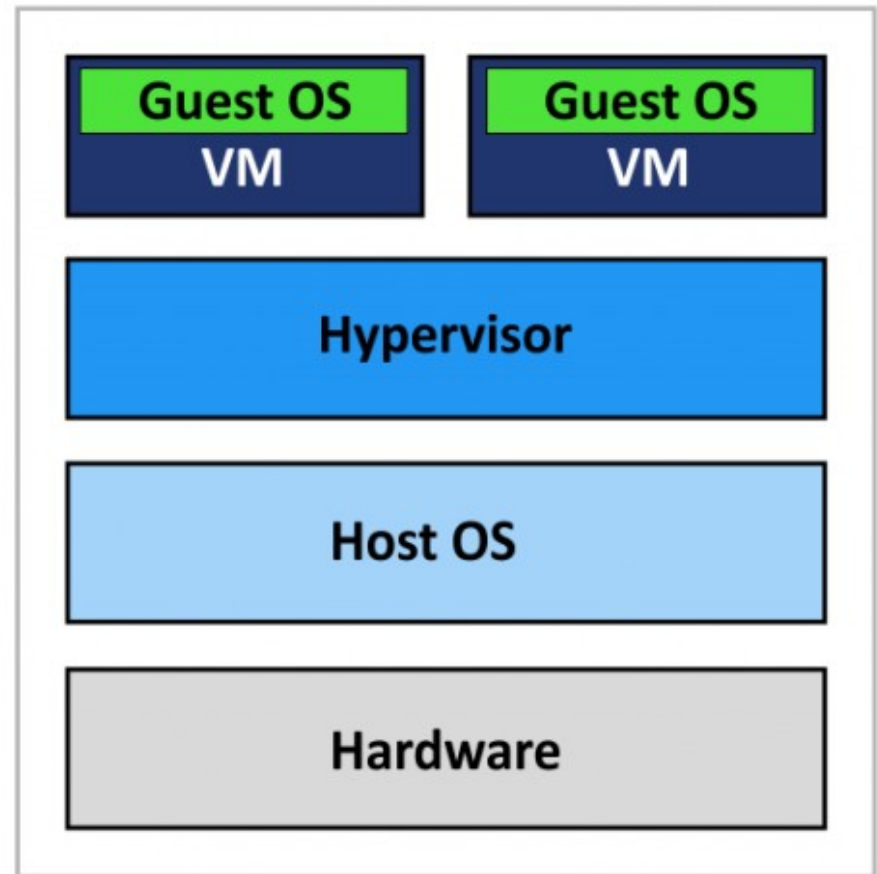 Guest OS
VM
Guest OS
VM
Hypervisor
Host OS
Hardware